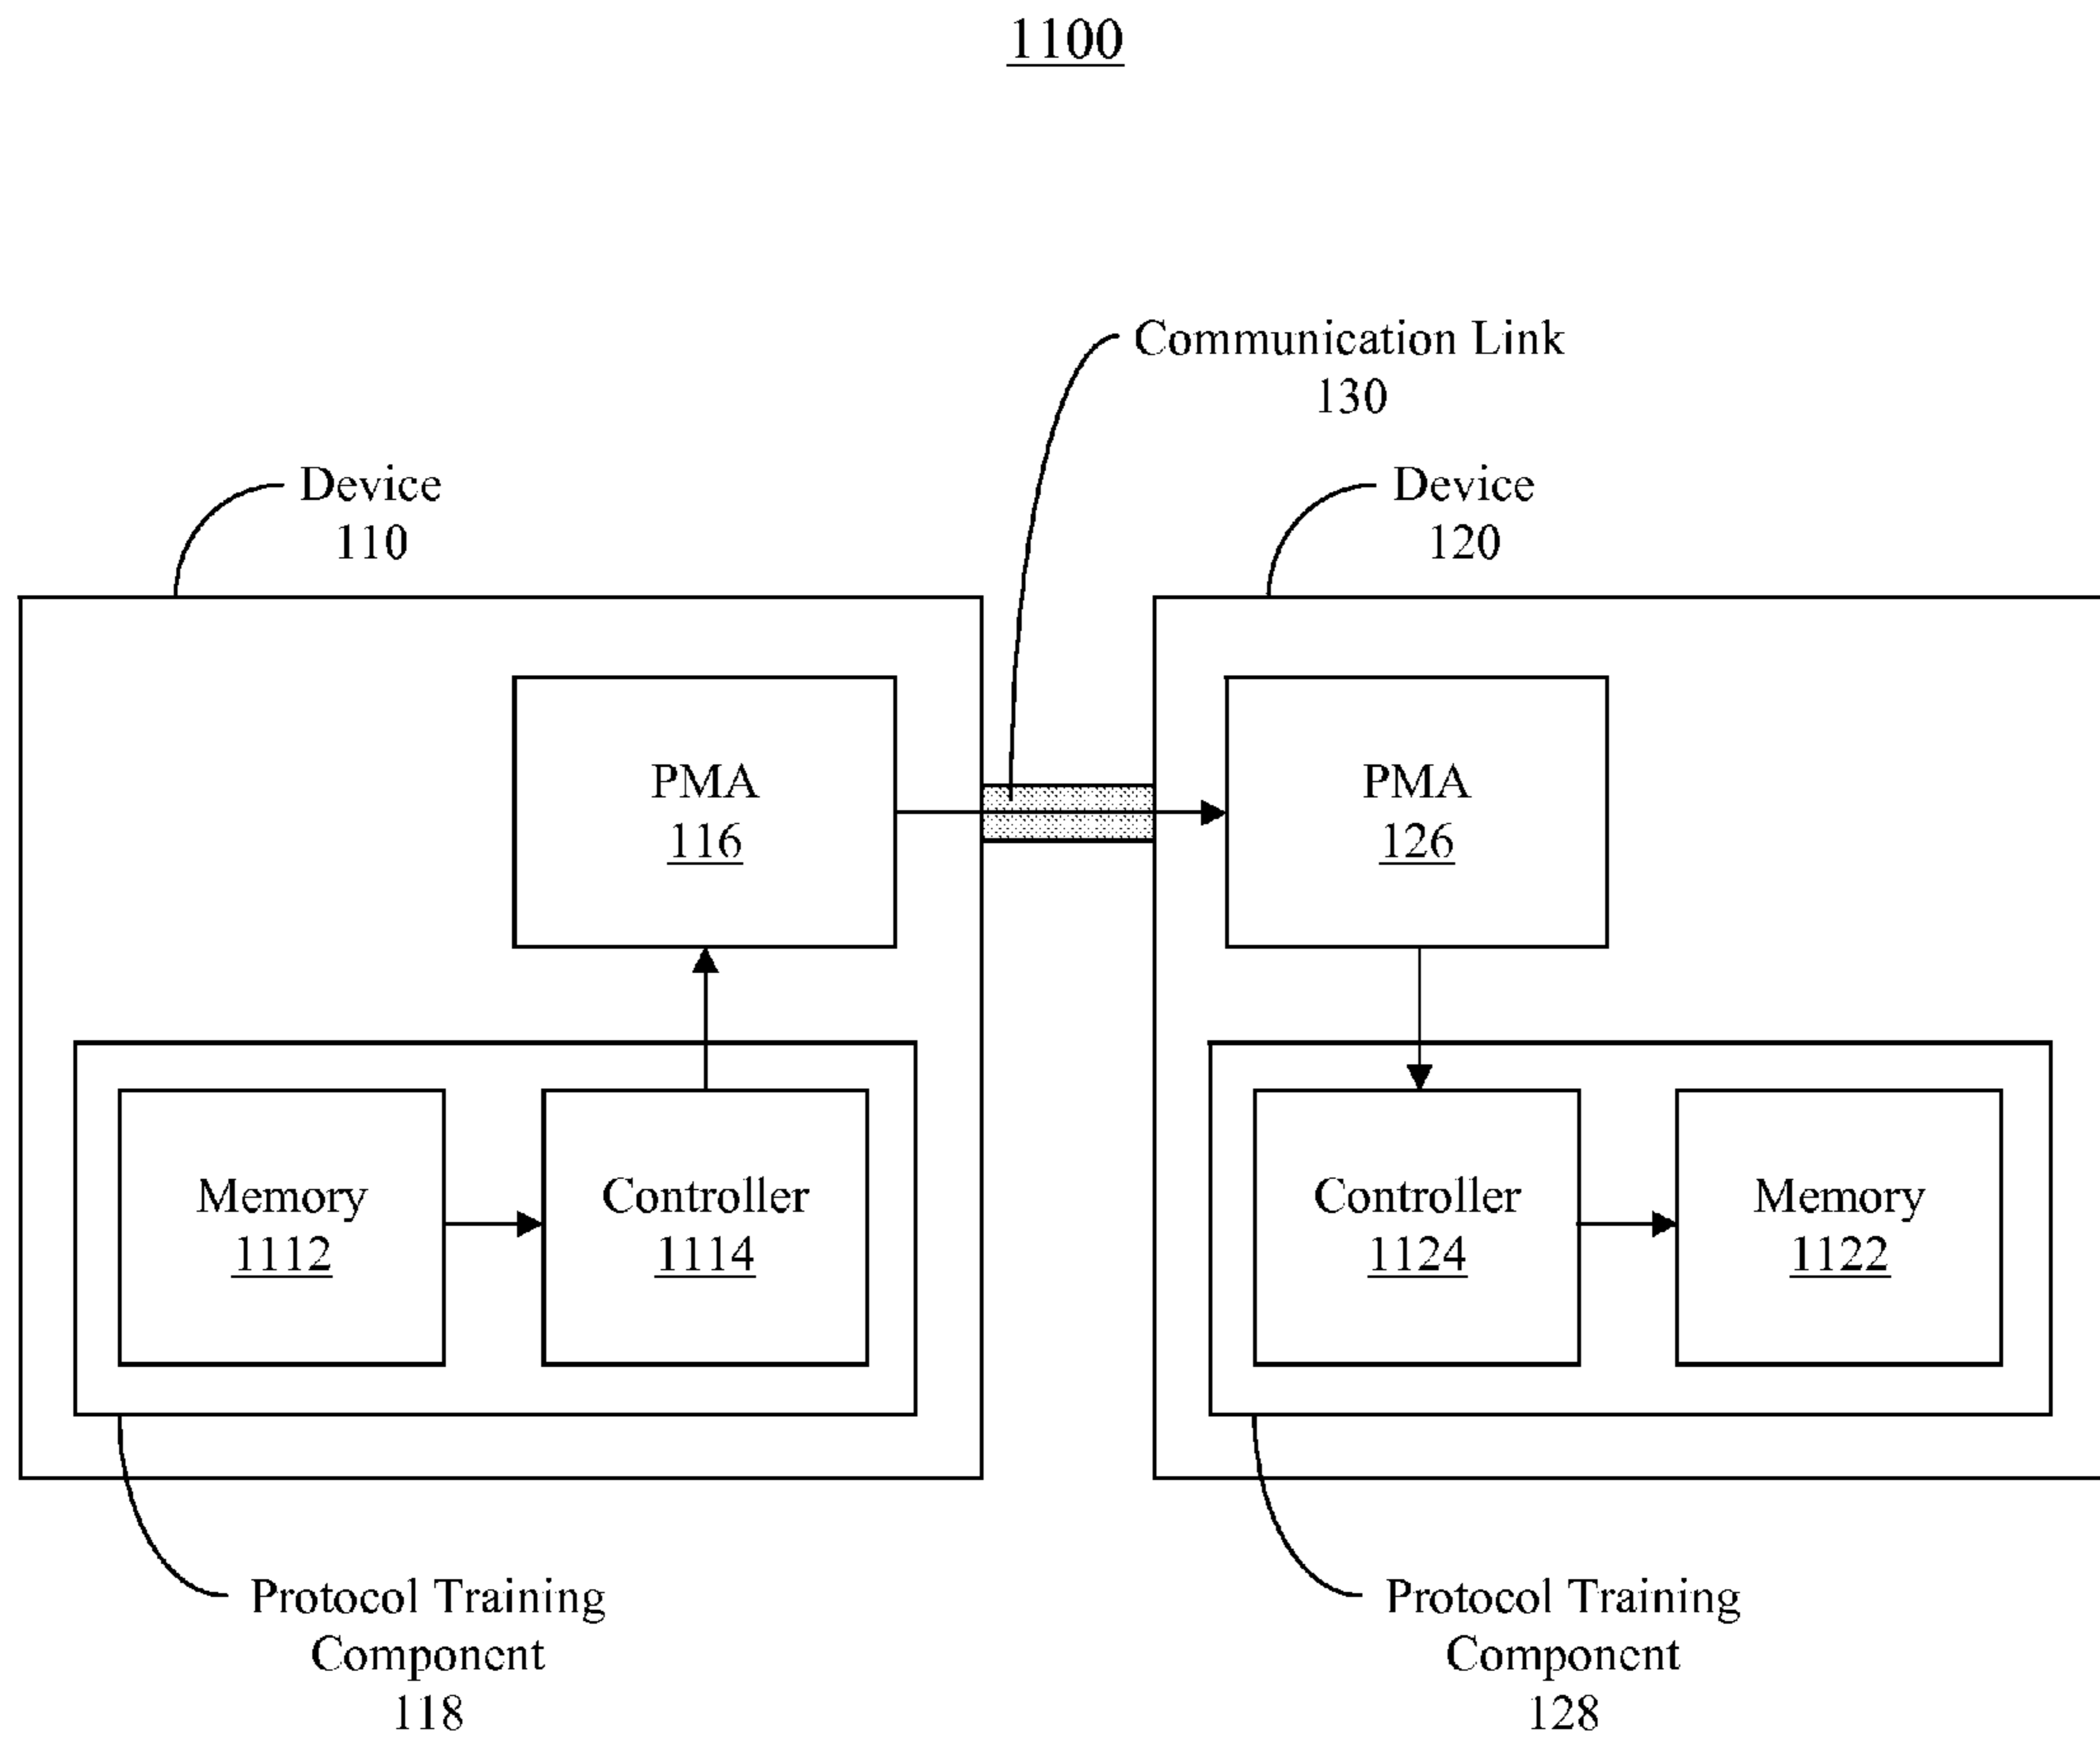 1100
Communication Link
130
Device
110
Device
120
PMA
116
PMA
126
Memory
1112
Controller
1114
Controller
1124
Memory
1122
Protocol Training
Component
118
Protocol Training
Component
128